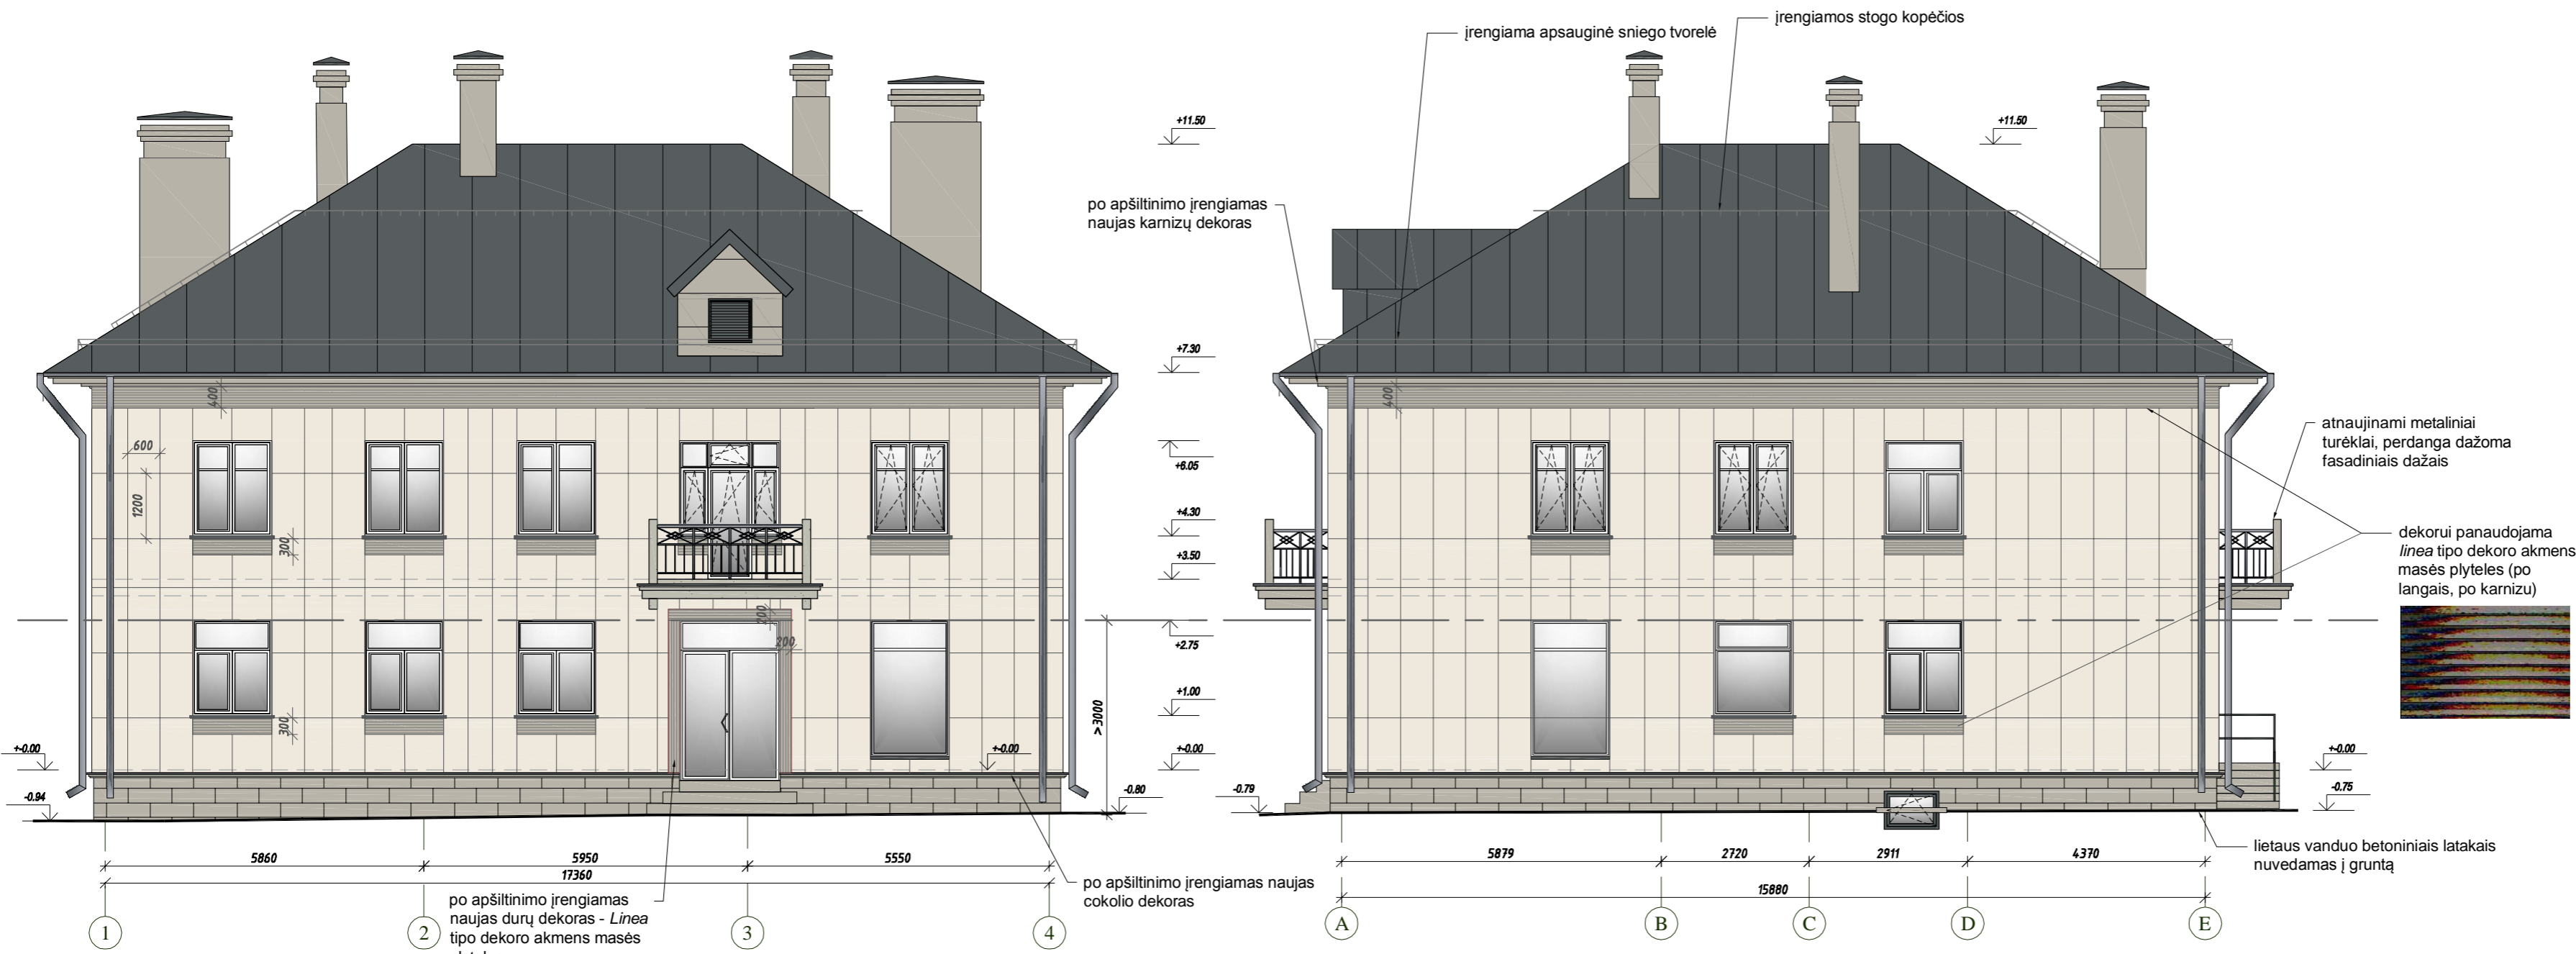 įrengiama apsauginė sniego tvorelė
įrengiamos stogo kopėčios
+11.50
+11.50
po apšiltinimo įrengiamas
naujas karnizų dekoras
+7.30
400
400
600
1200
300
+6.05
+4.30
+3.50
atnaujinami metaliniai
turėklai, perdanga dažoma
fasadiniais dažais
dekorui panaudojama
linea tipo dekoro akmens
masės plyteles (po
langais, po karnizu)
200
200
+2.75
300
+1.00
>3000
+-0.00
+-0.00
+-0.00
+-0.00
-0.94
-0.80
-0.79
-0.75
lietaus vanduo betoniniais latakais
nuvedamas į gruntą
5860
5950
5550
17360
5879
2720
2911
4370
15880
po apšiltinimo įrengiamas
naujas durų dekoras - Linea
tipo dekoro akmens masės
po apšiltinimo įrengiamas naujas
cokolio dekoras
1
2
3
4
A
B
C
D
E